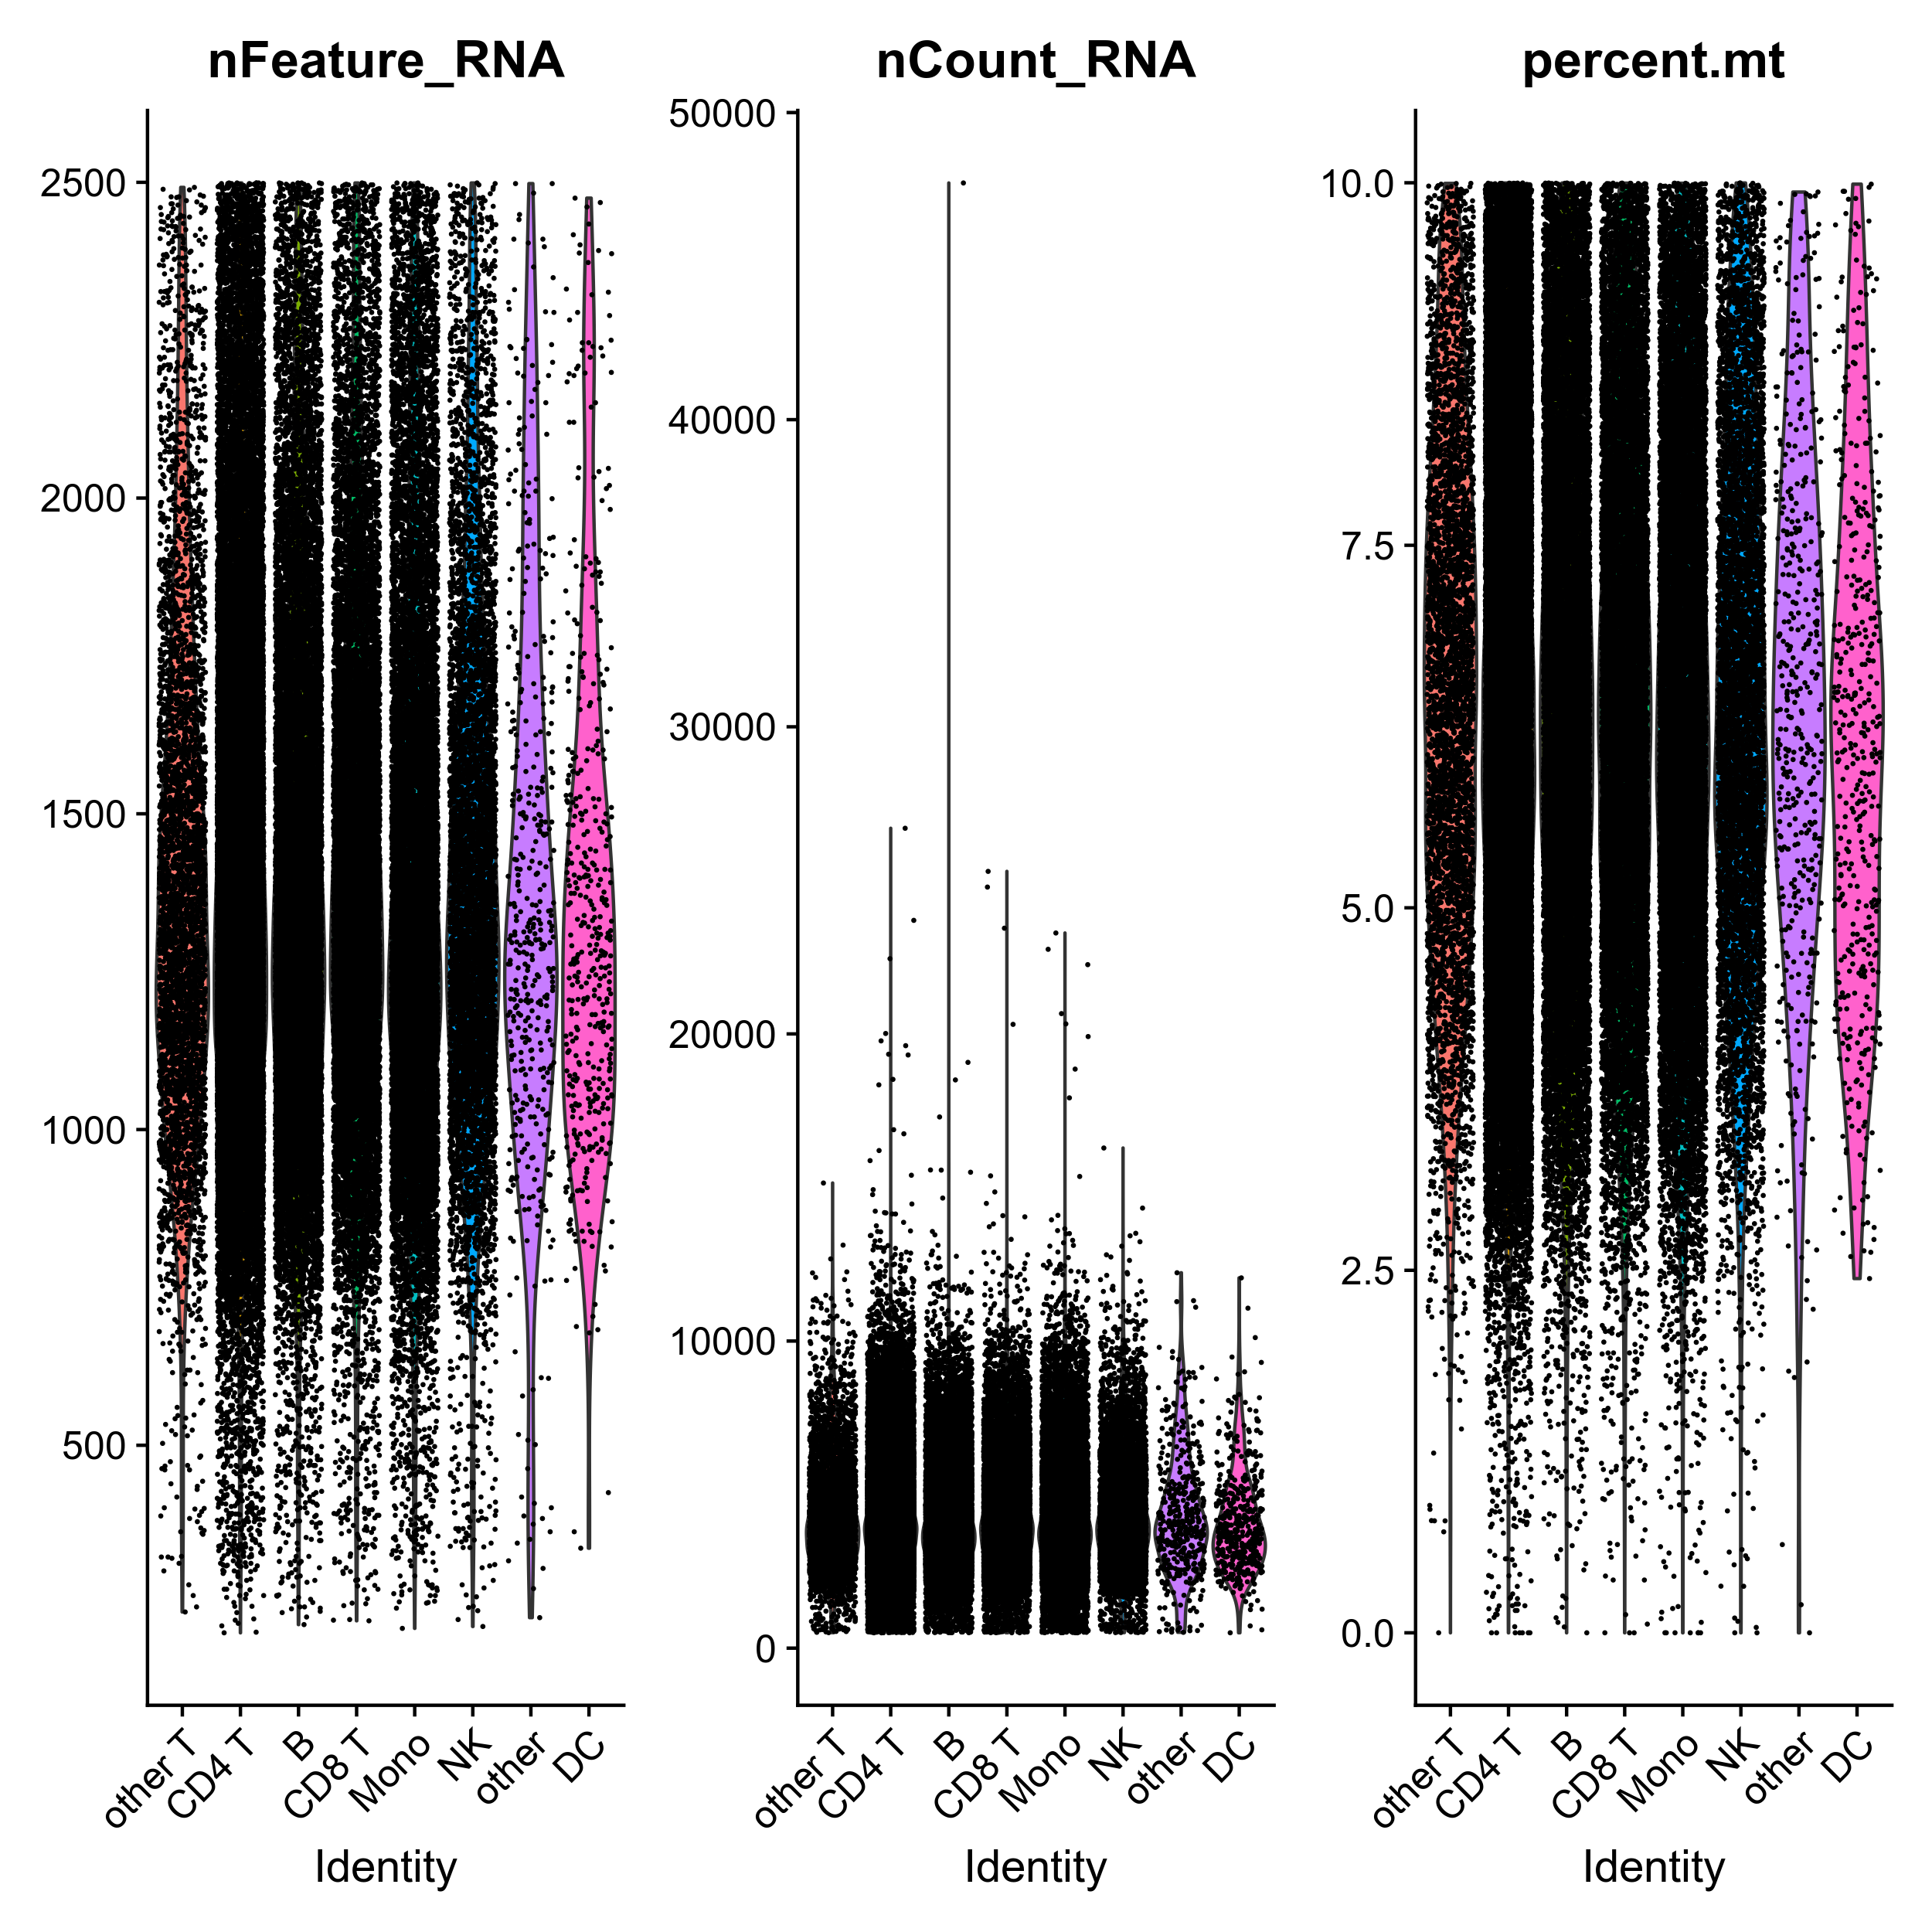 nFeature_RNA
2500
2000
1500
1000
500
other T
CD4 T
B
CD8 T
Mono
NK
other
DC
Identity
nCount_RNA
50000
40000
30000
20000
10000
0
other T
CD4 T
B
CD8 T
Mono
NK
other
DC
Identity
percent.mt
10.0
7.5
5.0
2.5
0.0
other T
CD4 T
B
CD8 T
Mono
NK
other
DC
Identity